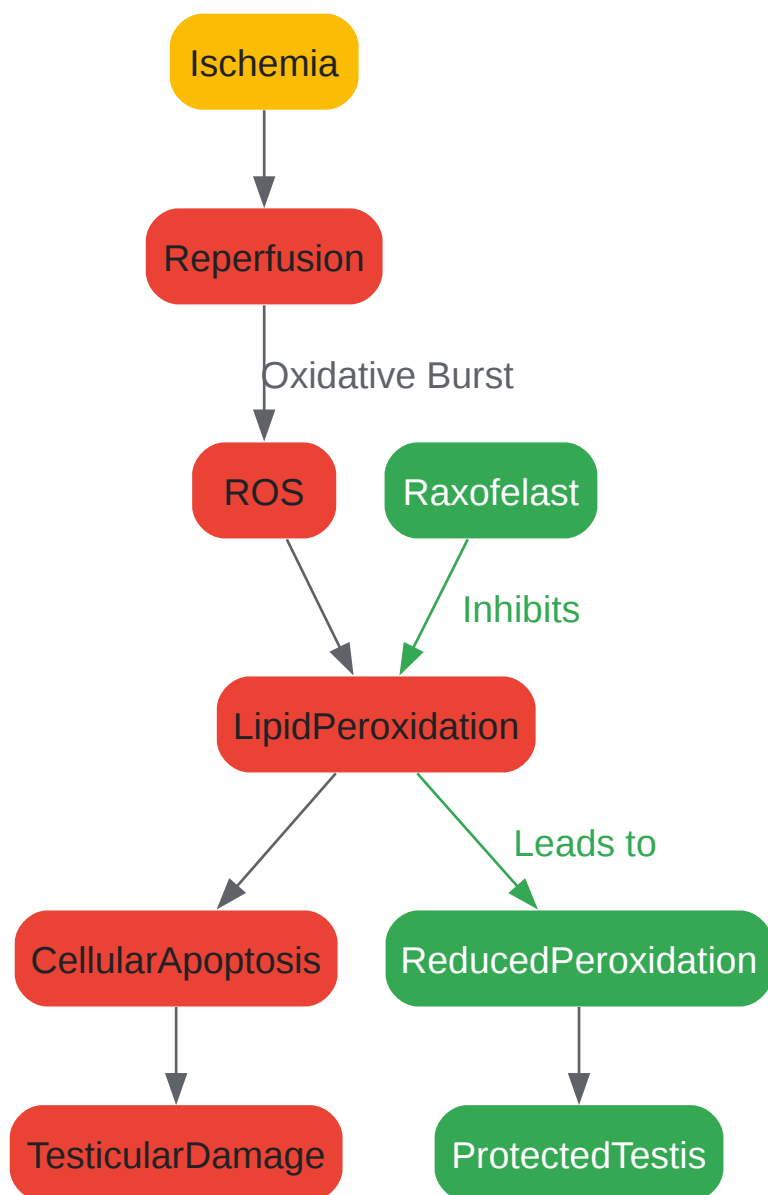 Ischemia
Reperfusion
Oxidative Burst
ROS
Raxofelast
Inhibits
LipidPeroxidation
Leads to
CellularApoptosis
ReducedPeroxidation
TesticularDamage
ProtectedTestis